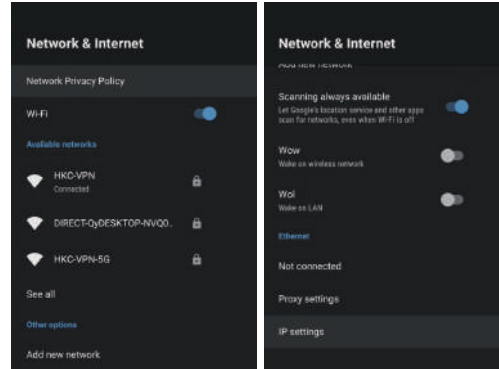 Network & Internet
Network Privacy Policy
Wi-Fi
Available networks
HKC-VPN
Connected
DIRECT-QyDESKTOP-NVQ0..
HKC-VPN-5G
See all
Other options
Add new network
Network & Internet
Add new network
Scanning always available
Let Google's location service and other apps
scan for networks, even when Wi-Fi is off
Wow
Wake on wireless network
Wol
Wake on LAN
Ethernet
Not connected
Proxy settings
IP settings